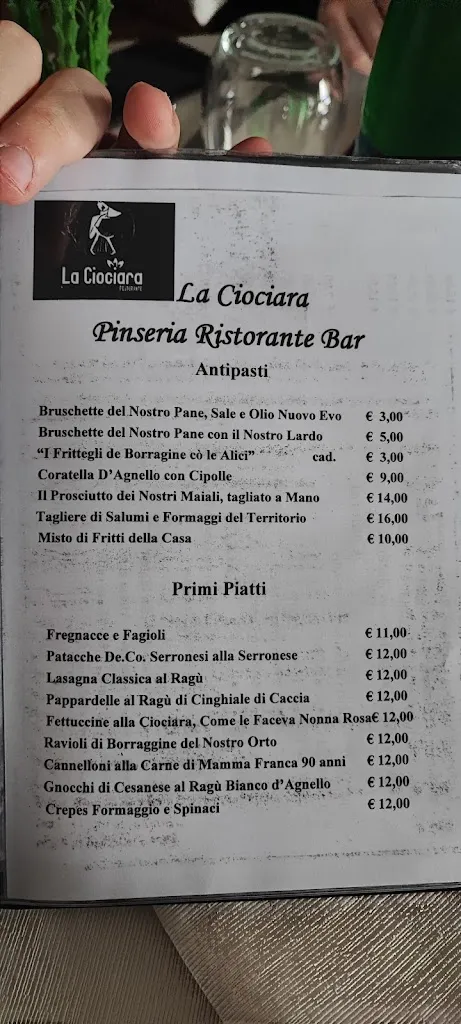 La Ciociara
RISTORANTE
La Ciociara
Pinseria Ristorante Bar
Antipasti
Bruschette del Nostro Pane, Sale e Olio Nuovo Evo € 3,00
Bruschette del Nostro Pane con il Nostro Lardo € 5,00
“I Frittégli de Borragine cò le Alici” cad. € 3,00
Coratella D’Agnello con Cipolle € 9,00
Il Prosciutto dei Nostri Maiali, tagliato a Mano € 14,00
Tagliere di Salumi e Formaggi del Territorio € 16,00
Misto di Fritti della Casa € 10,00
Primi Piatti
Fregnacce e Fagioli € 11,00
Patacche De.Co. Serronesi alla Serronese € 12,00
Lasagna Classica al Ragù € 12,00
Pappardelle al Ragù di Cinghiale di Caccia € 12,00
Fettuccine alla Ciociara, Come le Faceva Nonna Rosa€ 12,00
Ravioli di Borraggine del Nostro Orto € 12,00
Cannelloni alla Carne di Mamma Franca 90 anni € 12,00
Gnocchi di Cesanese al Ragù Bianco d’Agnello € 12,00
Crepes Formaggio e Spinaci € 12,00